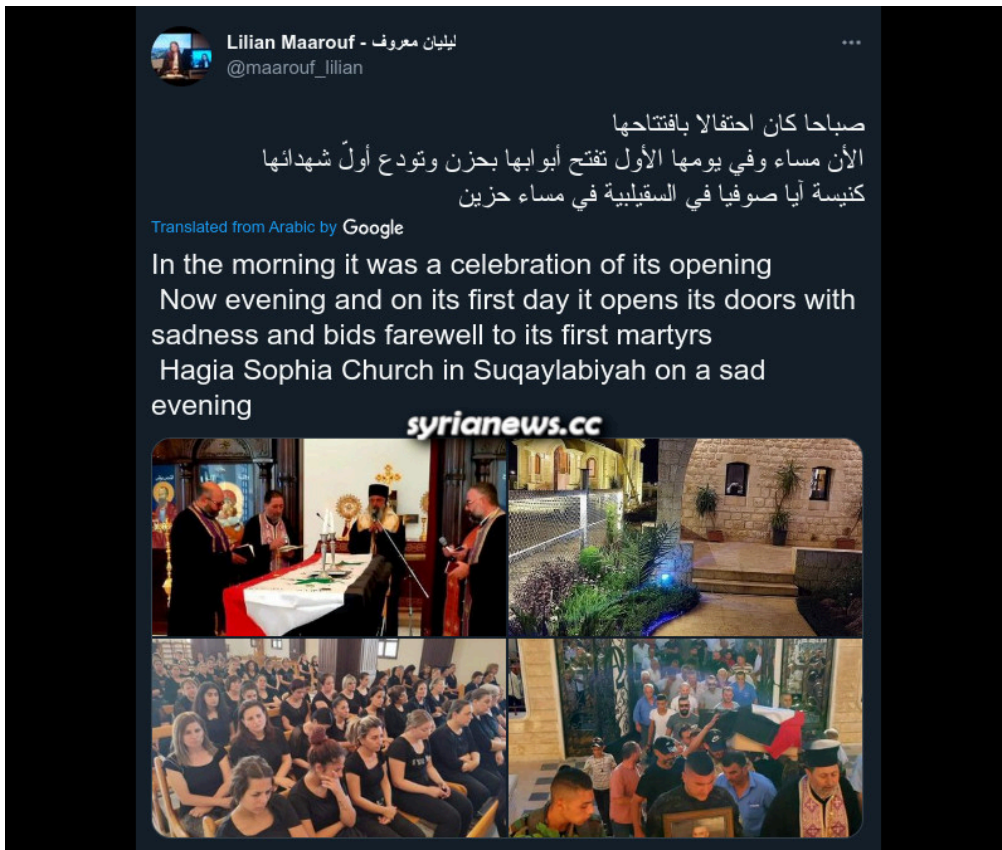 Lilian Maarouf - ليليان معروف
@maarouf_lilian
صباحا كان احتفالا بافتتاحها
الأن مساء وفي يومها الأول تفتح أبوابها بحزن وتودع أولّ شهدائها
كنيسة آيا صوفيا في السقيلبية في مساء حزين
Translated from Arabic by Google
In the morning it was a celebration of its opening
Now evening and on its first day it opens its doors with
sadness and bids farewell to its first martyrs
Hagia Sophia Church in Suqaylabiyah on a sad
evening
syrianews.cc